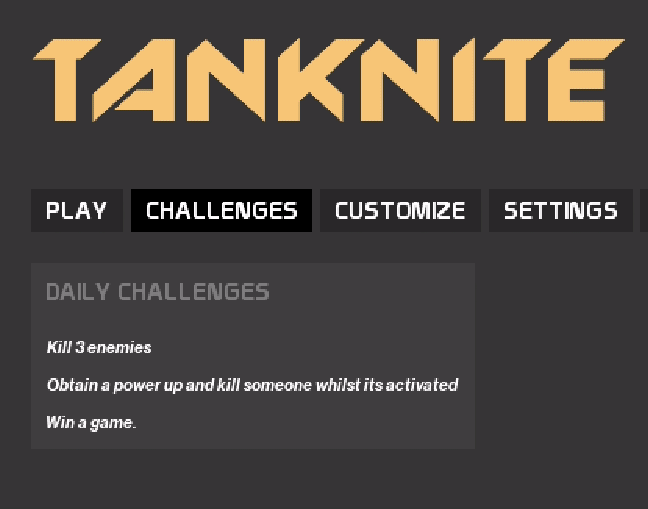 TANKNITE
PLAY CHALLENGES CUSTOMIZE SETTINGS
DAILY CHALLENGES
Kill 3 enemies
Obtain a power up and kill someone whilst its activated
Win a game.